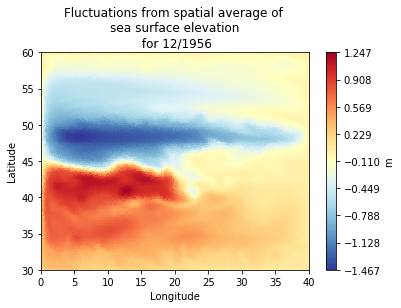 Fluctuations from spatial average of
sea surface elevation
for 12/1956
60
55
50
45
40
35
30
Latitude
0 5 10 15 20 25 30 35 40
Longitude
1.247
0.908
0.569
0.229
−0.110
−0.449
−0.788
−1.128
−1.467
m